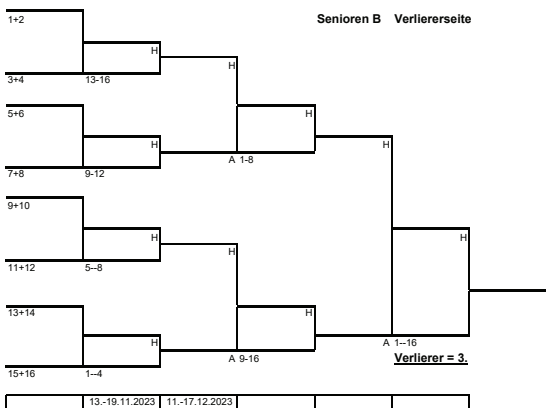 Senioren B Verliererseite
1+2
H
H
3+4 13-16
5+6
H
H
H
7+8 9-12
A 1-8
9+10
H
H
H
11+12 5--8
13+14
H
H
15+16 1--4
A 9-16
A 1--16
Verlierer = 3.
13.-19.11.2023 11.-17.12.2023